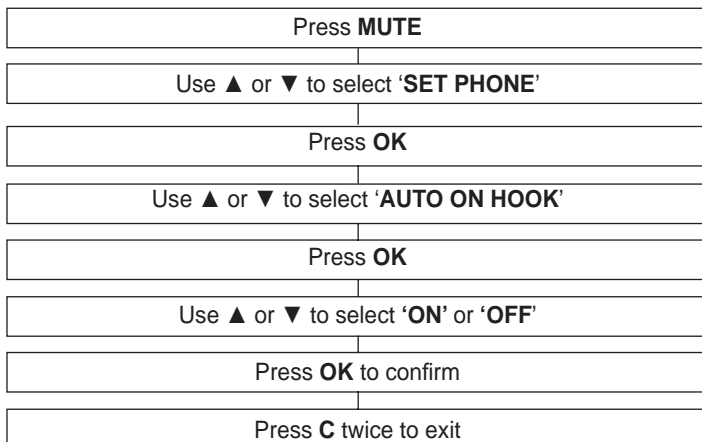 Press MUTE
Use ▲ or ▼ to select ‘SET PHONE’
Press OK
Use ▲ or ▼ to select ‘AUTO ON HOOK’
Press OK
Use ▲ or ▼ to select ‘ON’ or ‘OFF’
Press OK to confirm
Press C twice to exit